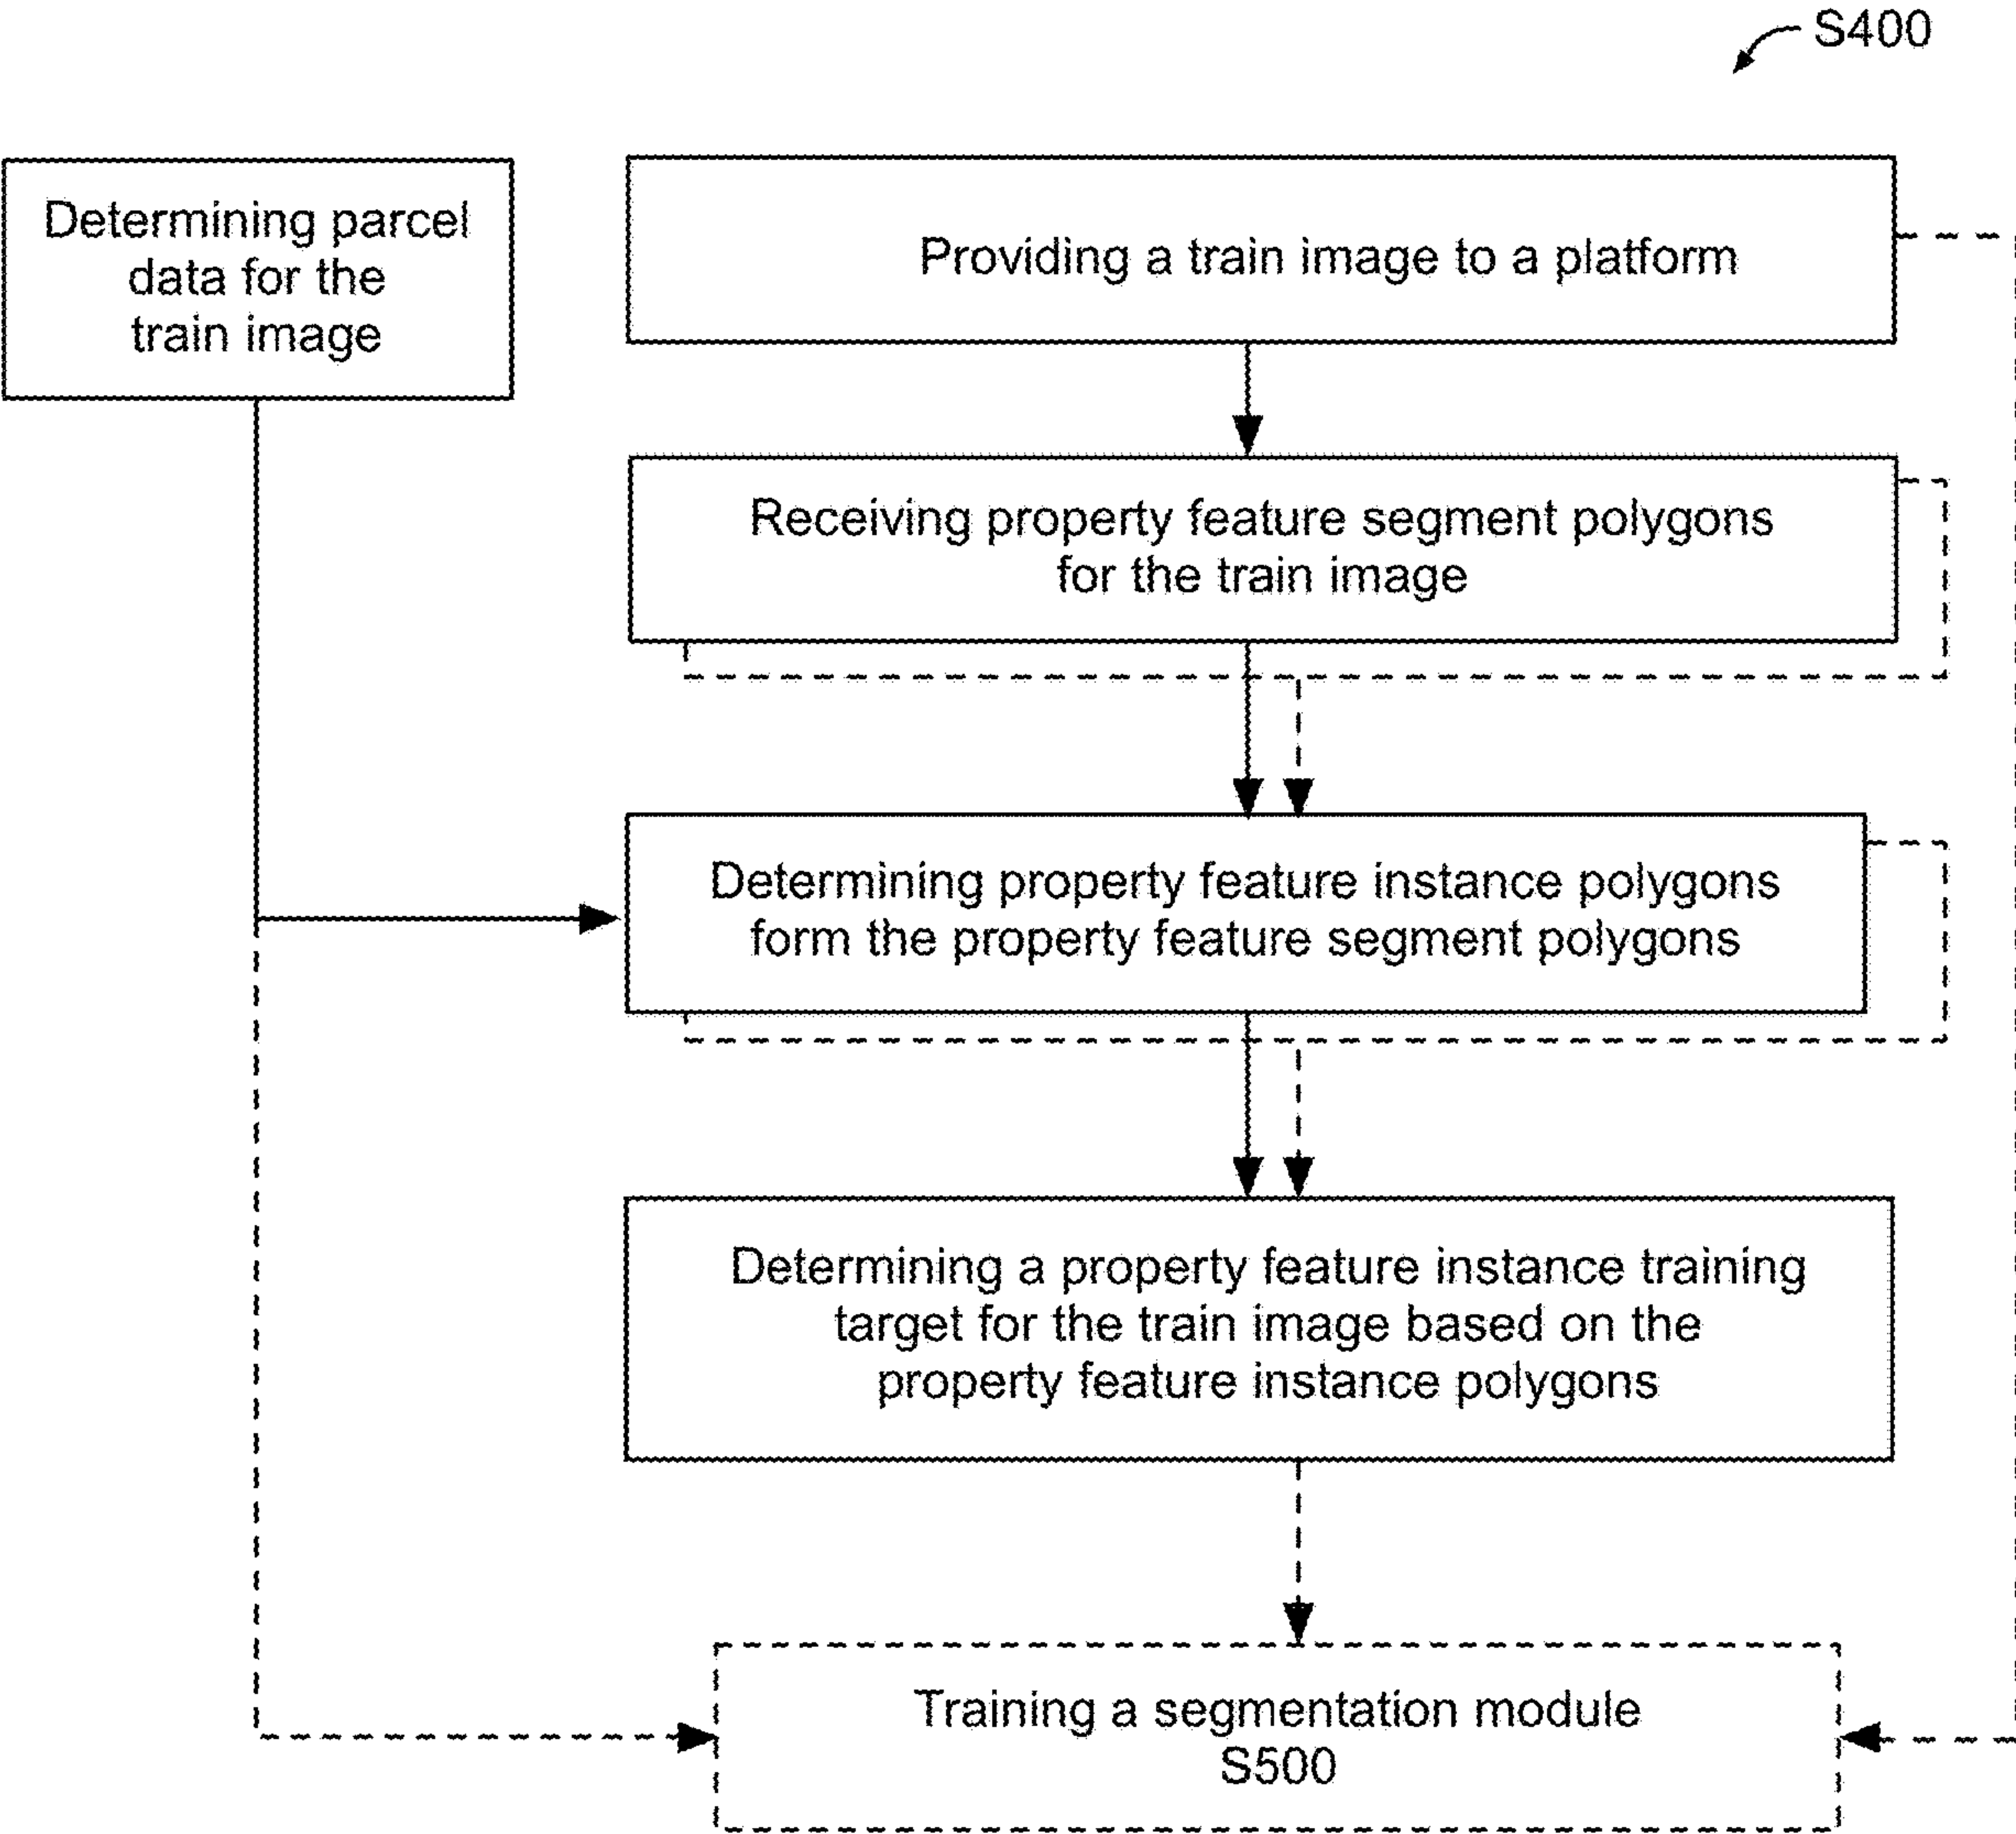 S400
Determining parcel
data for the
train image
Providing a train image to a platform
Receiving property feature segment polygons
for the train image
Determining property feature instance polygons
form the property feature segment polygons
Determining a property feature instance training
target for the train image based on the
property feature instance polygons
Training a segmentation module
S500